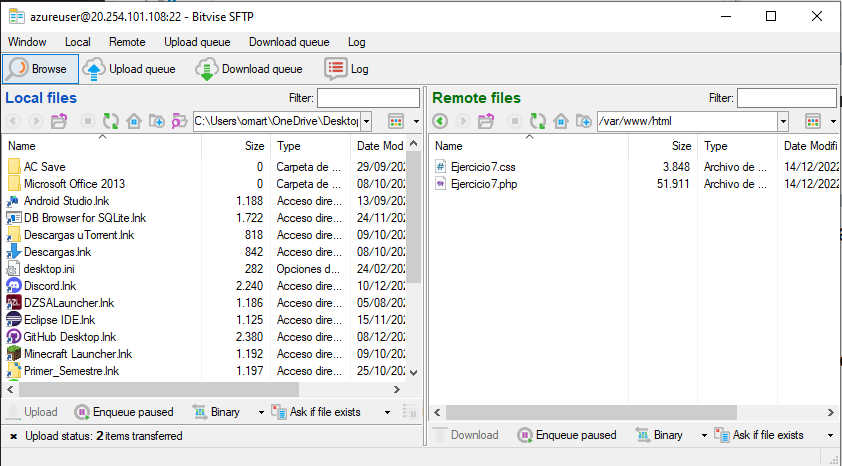 azureuser@20.254.101.108:22 - Bitvise SFTP
Window Local Remote Upload queue Download queue Log
Browse Upload queue Download queue Log
Local files Filter:
C:\Users\omart\OneDrive\Desktop
Name Size Type Date Mod
AC Save 0 Carpeta de ... 29/09/202
Microsoft Office 2013 0 Carpeta de ... 08/10/202
Android Studio.lnk 1.188 Acceso dire... 13/09/202
DB Browser for SQLite.lnk 1.722 Acceso dire... 24/11/202
Descargas uTorrent.lnk 818 Acceso dire... 09/10/202
Descargas.lnk 842 Acceso dire... 08/10/202
desktop.ini 282 Opciones d... 24/02/202
Discord.lnk 2.240 Acceso dire... 10/12/202
DZSALauncher.lnk 1.186 Acceso dire... 05/08/202
Eclipse IDE.lnk 1.125 Acceso dire... 15/11/202
GitHub Desktop.lnk 2.380 Acceso dire... 08/12/202
Minecraft Launcher.lnk 1.192 Acceso dire... 09/10/202
Primer_Semestre.lnk 1.197 Acceso dire... 25/10/202
Upload Enqueue paused Binary Ask if file exists
Upload status: 2 items transferred
Remote files Filter:
/var/www/html
Name Size Type Date Modifi
Ejercicio7.css 3.848 Archivo de ... 14/12/2022
Ejercicio7.php 51.911 Archivo de ... 14/12/2022
Download Enqueue paused Binary Ask if file exists